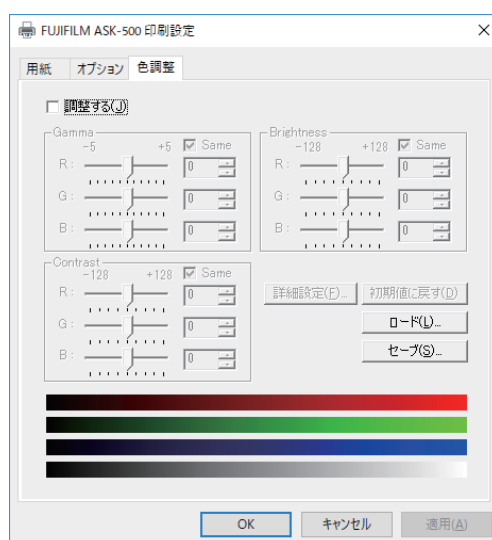 FUJIFILM ASK-500 印刷設定
用紙 オプション 色調整
調整する(J)
Gamma
-5 +5 Same
R: 0
G: 0
B: 0
Brightness
-128 +128 Same
R: 0
G: 0
B: 0
Contrast
-128 +128 Same
R: 0
G: 0
B: 0
詳細設定(F)... 初期値に戻す(D)
ロード(L)...
セーブ(S)...
OK キャンセル 適用(A)